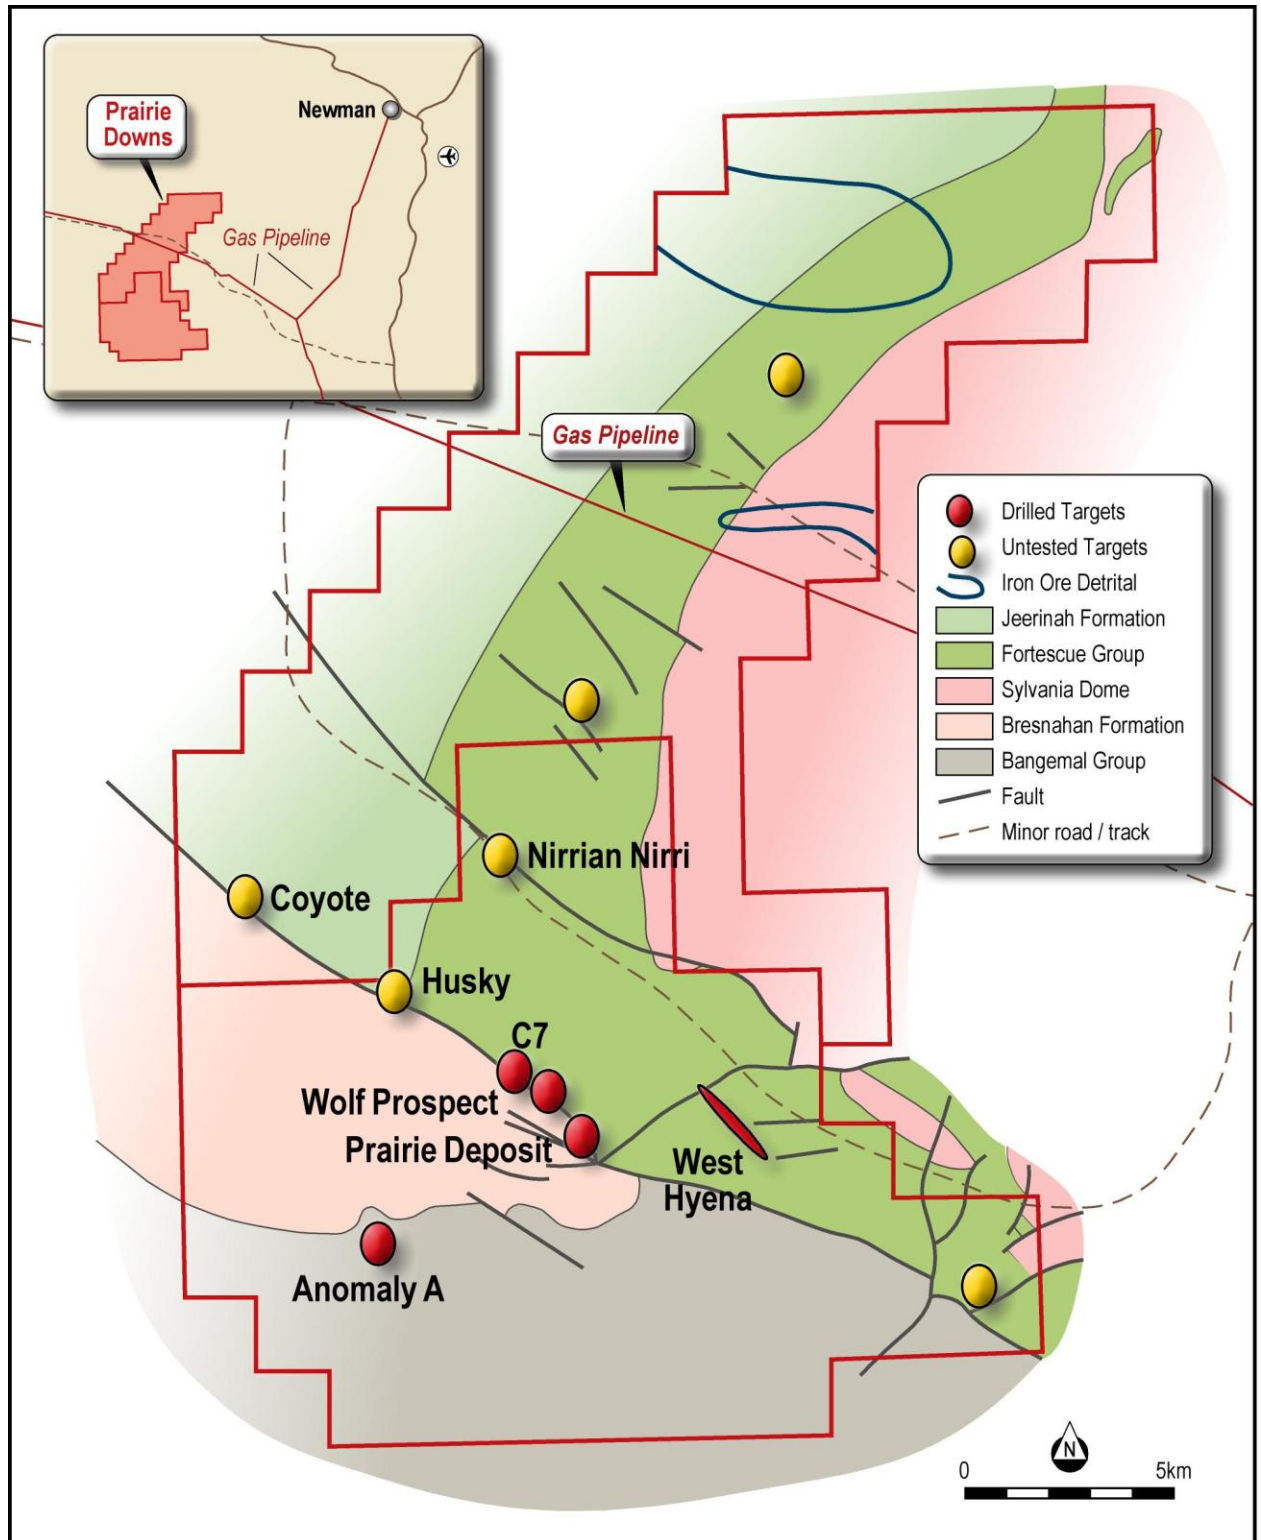 Prairie
Downs
Newman
Gas Pipeline
Gas Pipeline
Drilled Targets
Untested Targets
Iron Ore Detrital
Jeerinah Formation
Fortescue Group
Sylvania Dome
Bresnahan Formation
Bangemal Group
Fault
Minor road / track
Nirrian Nirri
Coyote
Husky
C7
Wolf Prospect
Prairie Deposit
West
Hyena
Anomaly A
N
0 5km